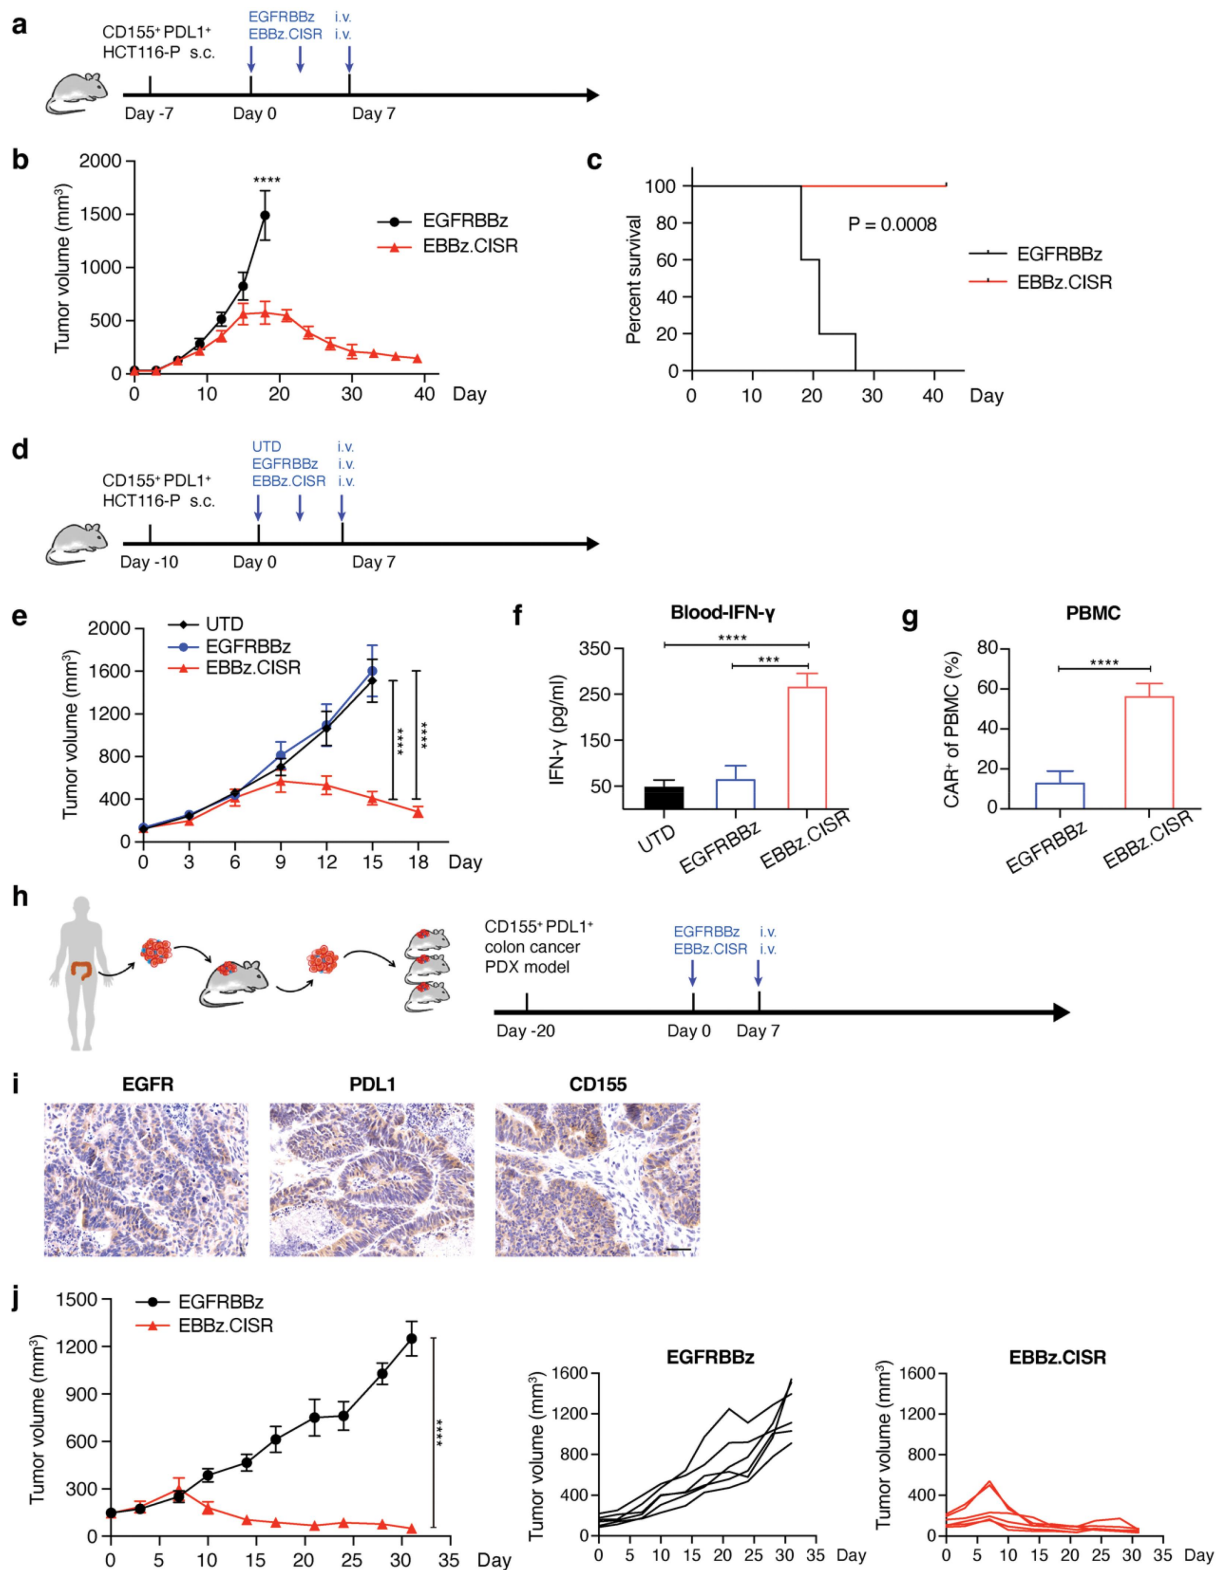 a
CD155⁺ PDL1⁺
HCT116-P s.c.
EGFRBBz i.v.
EBBz.CISR i.v.
Day -7
Day 0
Day 7
b
Tumor volume (mm³)
2000
1500
1000
500
0
****
EGFRBBz
EBBz.CISR
0 10 20 30 40 Day
c
Percent survival
100
80
60
40
20
0
P = 0.0008
EGFRBBz
EBBz.CISR
0 10 20 30 40 Day
d
CD155⁺ PDL1⁺
HCT116-P s.c.
UTD i.v.
EGFRBBz i.v.
EBBz.CISR i.v.
Day -10
Day 0
Day 7
e
UTD
EGFRBBz
EBBz.CISR
Tumor volume (mm³)
2000
1600
1200
800
400
0
****
****
0 3 6 9 12 15 18 Day
f
Blood-IFN-γ
****
***
IFN-γ (pg/ml)
350
250
150
50
UTD
EGFRBBz
EBBz.CISR
g
PBMC
****
CAR⁺ of PBMC (%)
80
60
40
20
0
EGFRBBz
EBBz.CISR
h
CD155⁺ PDL1⁺
colon cancer
PDX model
EGFRBBz i.v.
EBBz.CISR i.v.
Day -20
Day 0
Day 7
i
EGFR
PDL1
CD155
j
EGFRBBz
EBBz.CISR
Tumor volume (mm³)
1500
1200
900
600
300
0
****
0 5 10 15 20 25 30 35 Day
EGFRBBz
Tumor volume (mm³)
1600
1200
800
400
0
0 5 10 15 20 25 30 35 Day
EBBz.CISR
Tumor volume (mm³)
1600
1200
800
400
0
0 5 10 15 20 25 30 35 Day